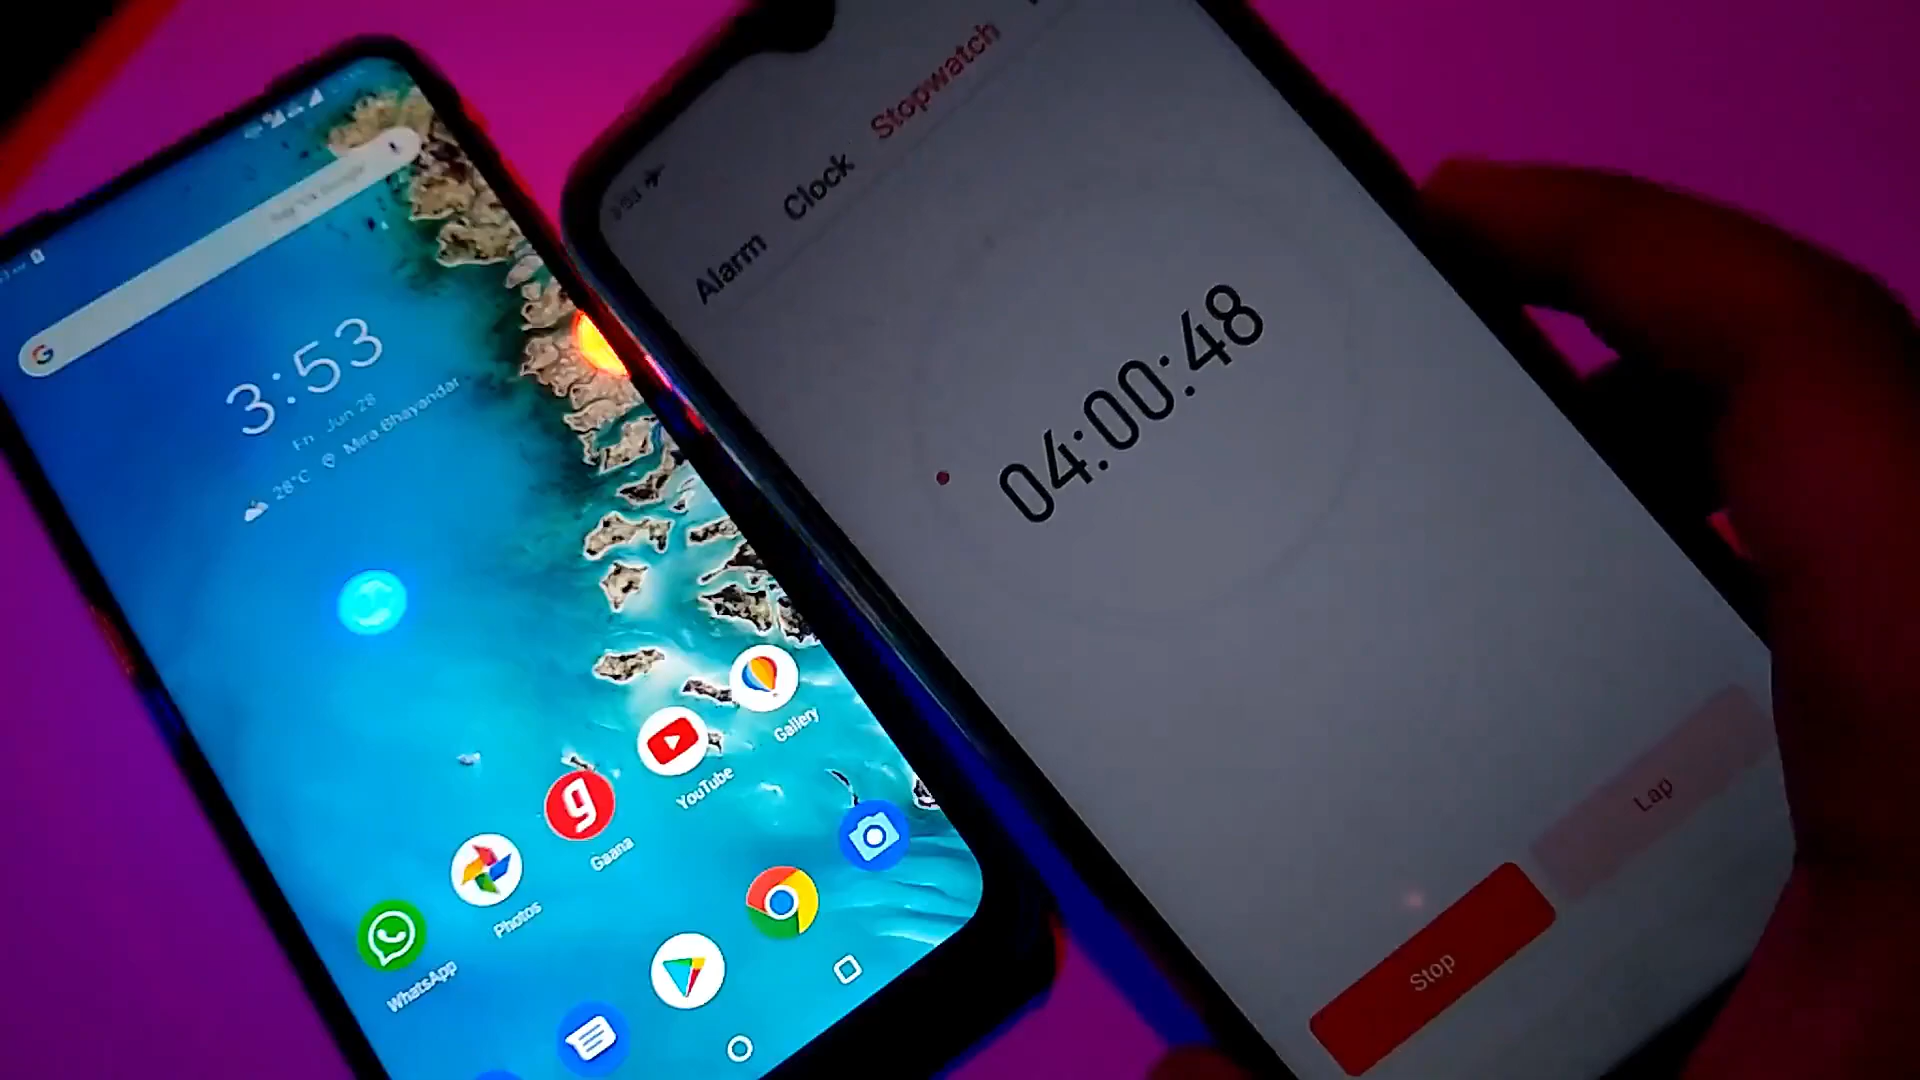 3:53
Fri, Jun 28
28°C Mira Bhayandar
WhatsApp
Photos
Gaana
YouTube
Gallery
Alarm Clock Stopwatch
04:00:48
Stop
Lap